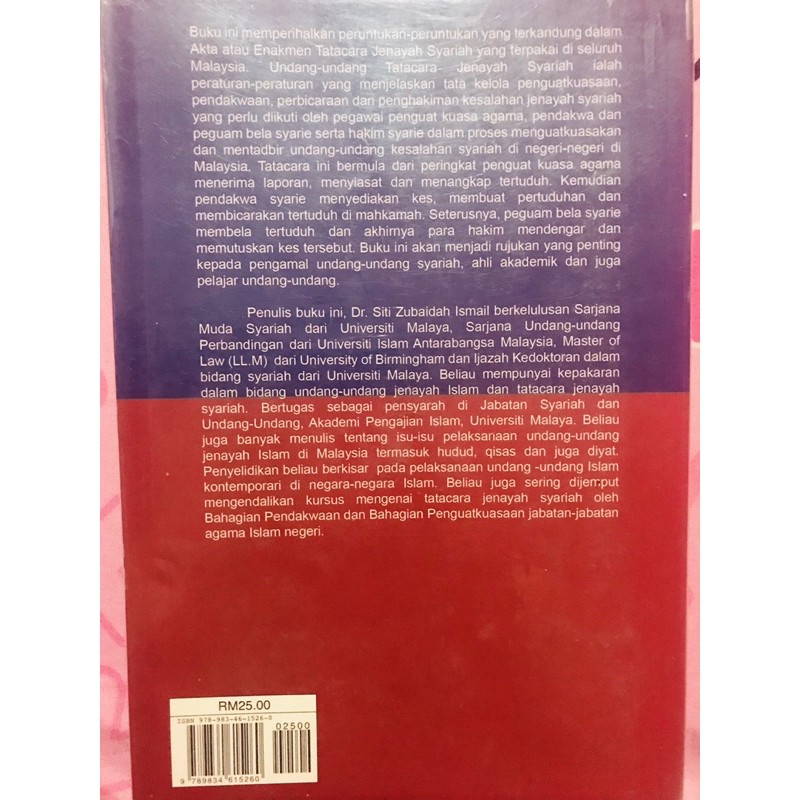 Buku ini memperihalkan peruntukan-peruntukan yang terkandung dalam
Akta atau Enakmen Tatacara Jenayah Syariah yang terpakai di seluruh
Malaysia. Undang-undang Tatacara Jenayah Syariah ialah
peraturan-peraturan yang menjelaskan tata kelola penguatkuasaan,
pendakwaan, perbicaraan dan penghakiman kesalahan jenayah syariah
yang perlu diikuti oleh pegawai penguat kuasa agama, pendakwa dan
peguam bela syarie serta hakim syarie dalam proses menguatkuasakan
dan mentadbir undang-undang kesalahan syariah di negeri-negeri di
Malaysia. Tatacara ini bermula dari peringkat penguat kuasa agama
menerima laporan, menyiasat dan menangkap tertuduh. Kemudian
pendakwa syarie menyediakan kes, membuat pertuduhan dan
membicarakan tertuduh di mahkamah. Seterusnya, peguam bela syarie
membela tertuduh dan akhirnya para hakim mendengar dan
memutuskan kes tersebut. Buku ini akan menjadi rujukan yang penting
kepada pengamal undang-undang syariah, ahli akademik dan juga
pelajar undang-undang.
Penulis buku ini, Dr. Siti Zubaidah Ismail berkelulusan Sarjana
Muda Syariah dari Universiti Malaya, Sarjana Undang-undang
Perbandingan dari Universiti Islam Antarabangsa Malaysia, Master of
Law (LL.M) dari University of Birmingham dan Ijazah Kedoktoran dalam
bidang syariah dari Universiti Malaya. Beliau mempunyai kepakaran
dalam bidang undang-undang jenayah Islam dan tatacara jenayah
syariah. Bertugas sebagai pensyarah di Jabatan Syariah dan
Undang-Undang, Akademi Pengajian Islam, Universiti Malaya. Beliau
juga banyak menulis tentang isu-isu pelaksanaan undang-undang
jenayah Islam di Malaysia termasuk hudud, qisas dan juga diyat.
Penyelidikan beliau berkisar pada pelaksanaan undang -undang Islam
kontemporari di negara-negara Islam. Beliau juga sering dijemput
mengendalikan kursus mengenai tatacara jenayah syariah oleh
Bahagian Pendakwaan dan Bahagian Penguatkuasaan jabatan-jabatan
agama Islam negeri.
RM25.00
ISBN 978-983-46-1526-0
02500
9 789834 615260